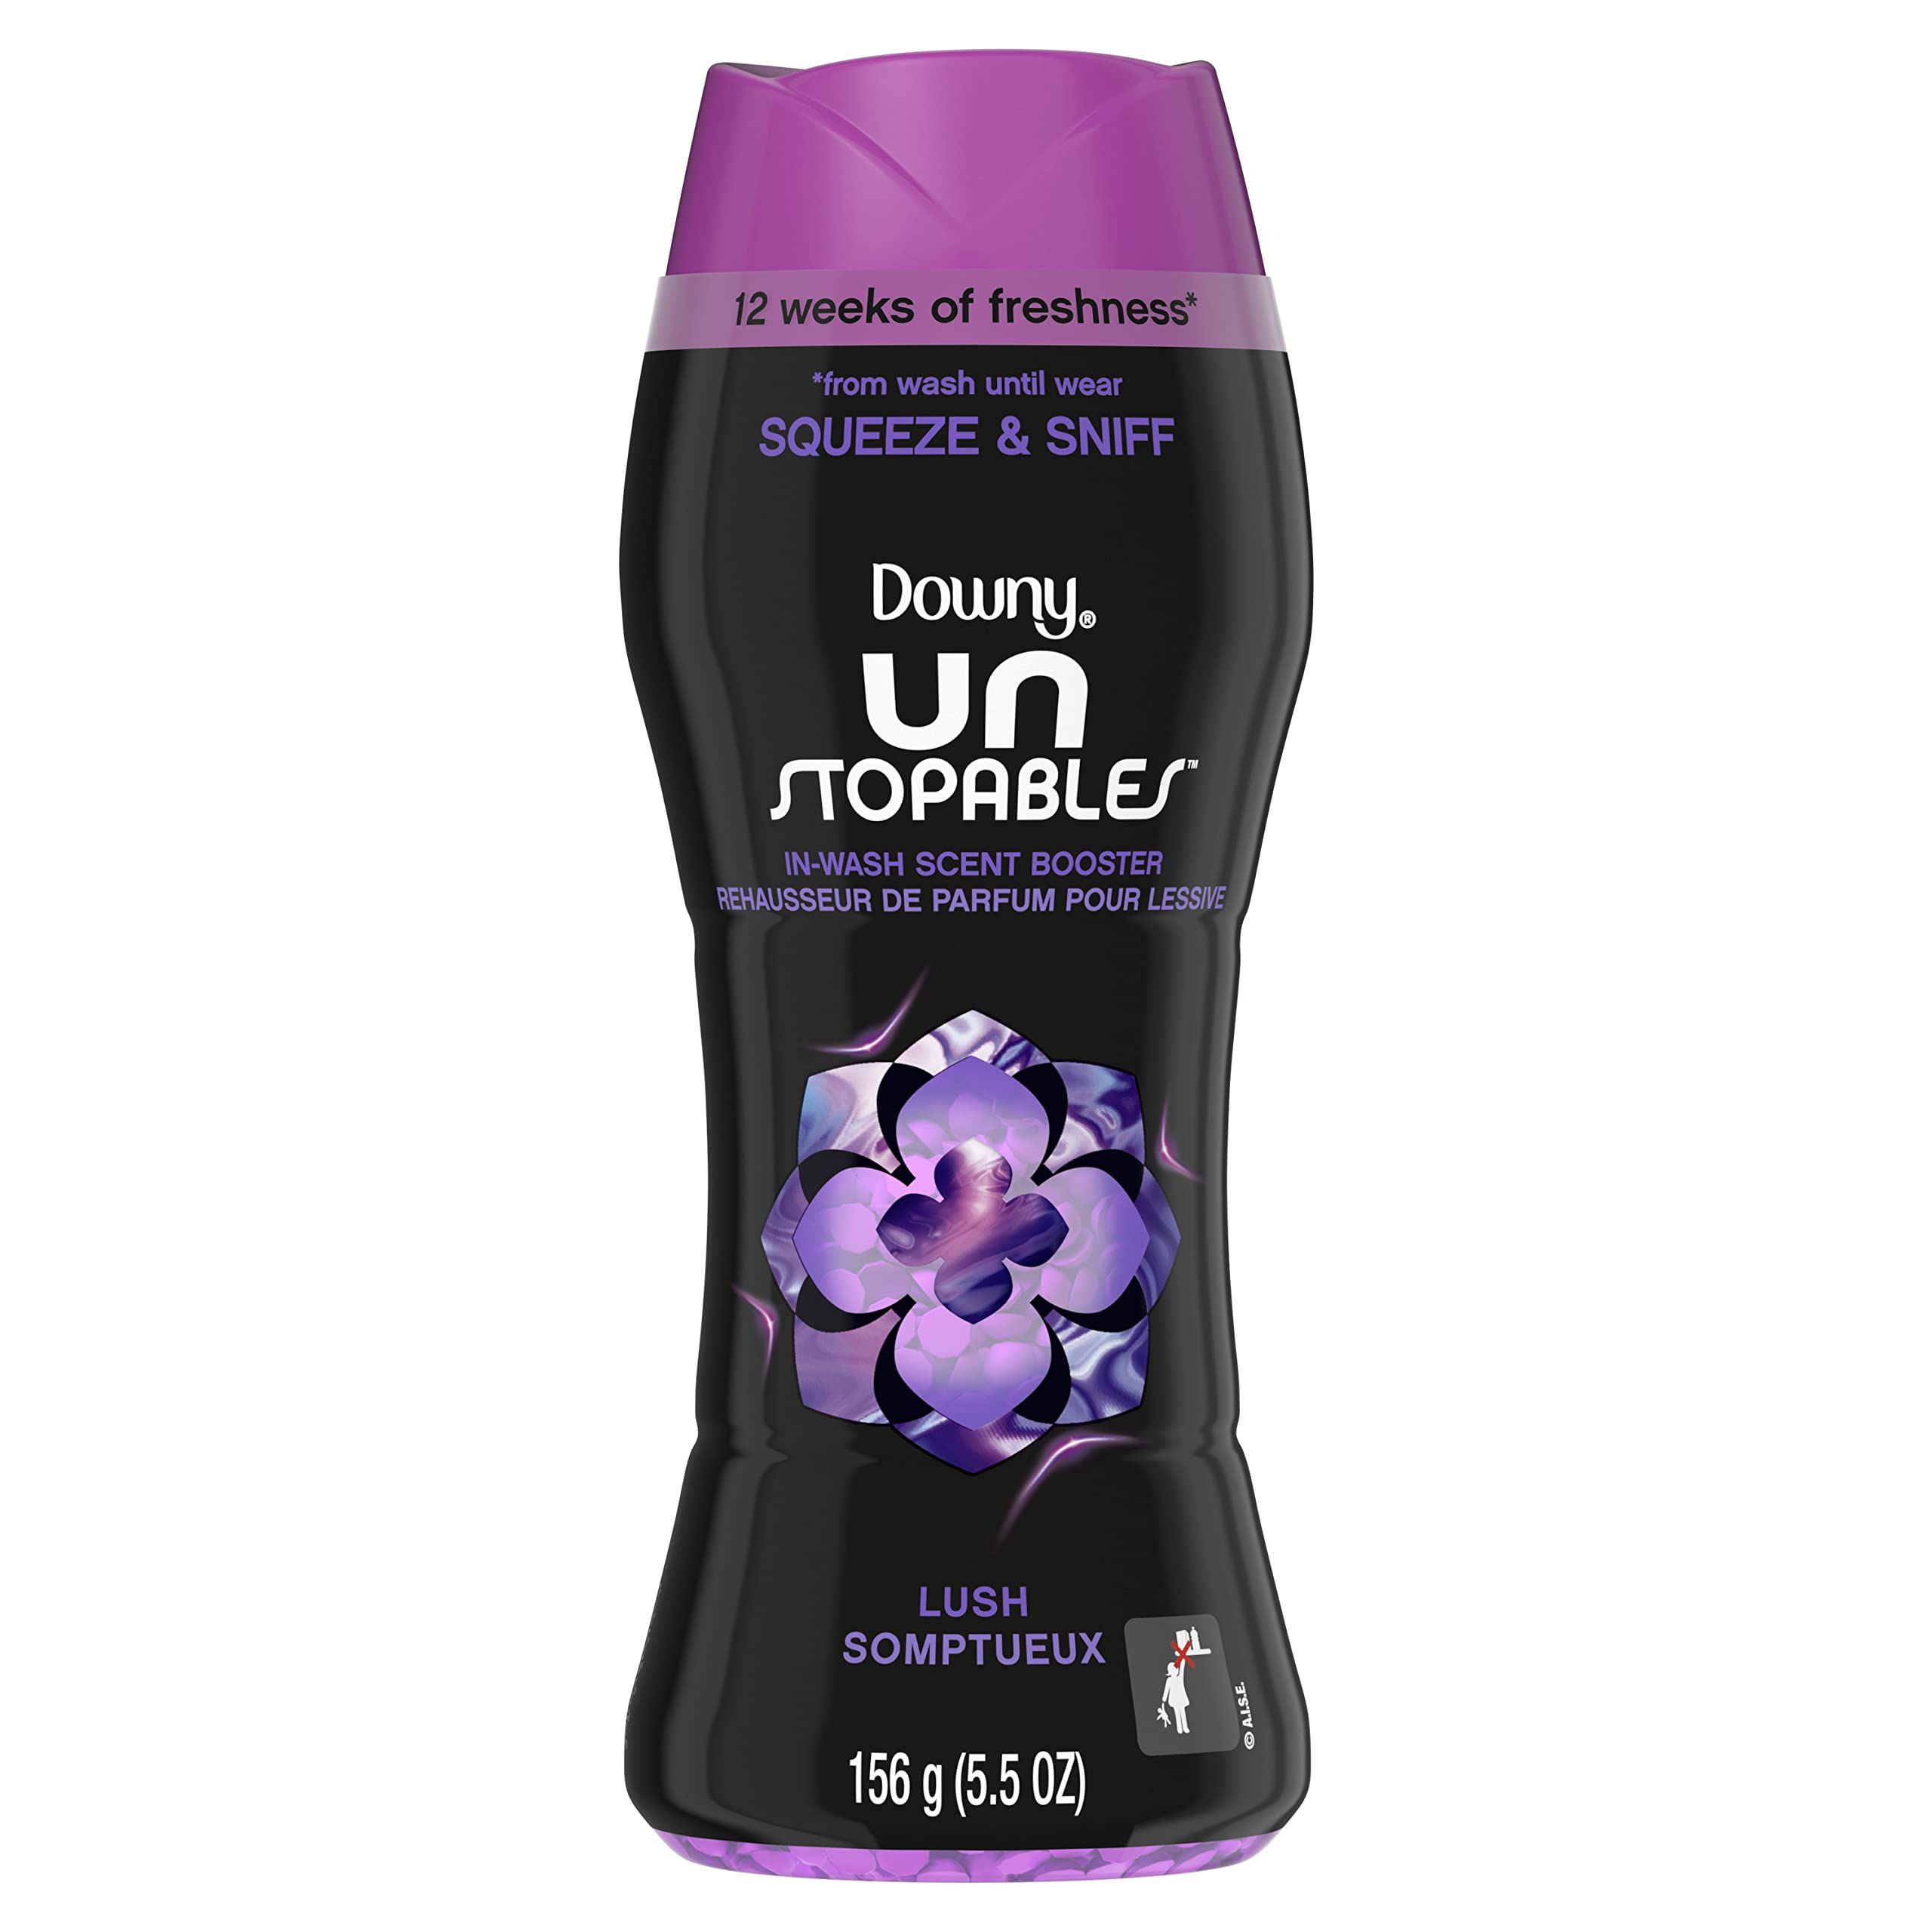 12 weeks of freshness*
*from wash until wear
SQUEEZE & SNIFF
Downy®
UN
STOPABLES™
IN-WASH SCENT BOOSTER
REHAUSSEUR DE PARFUM POUR LESSIVE
LUSH
SOMPTUEUX
© A.I.S.E.
156 g (5.5 OZ)